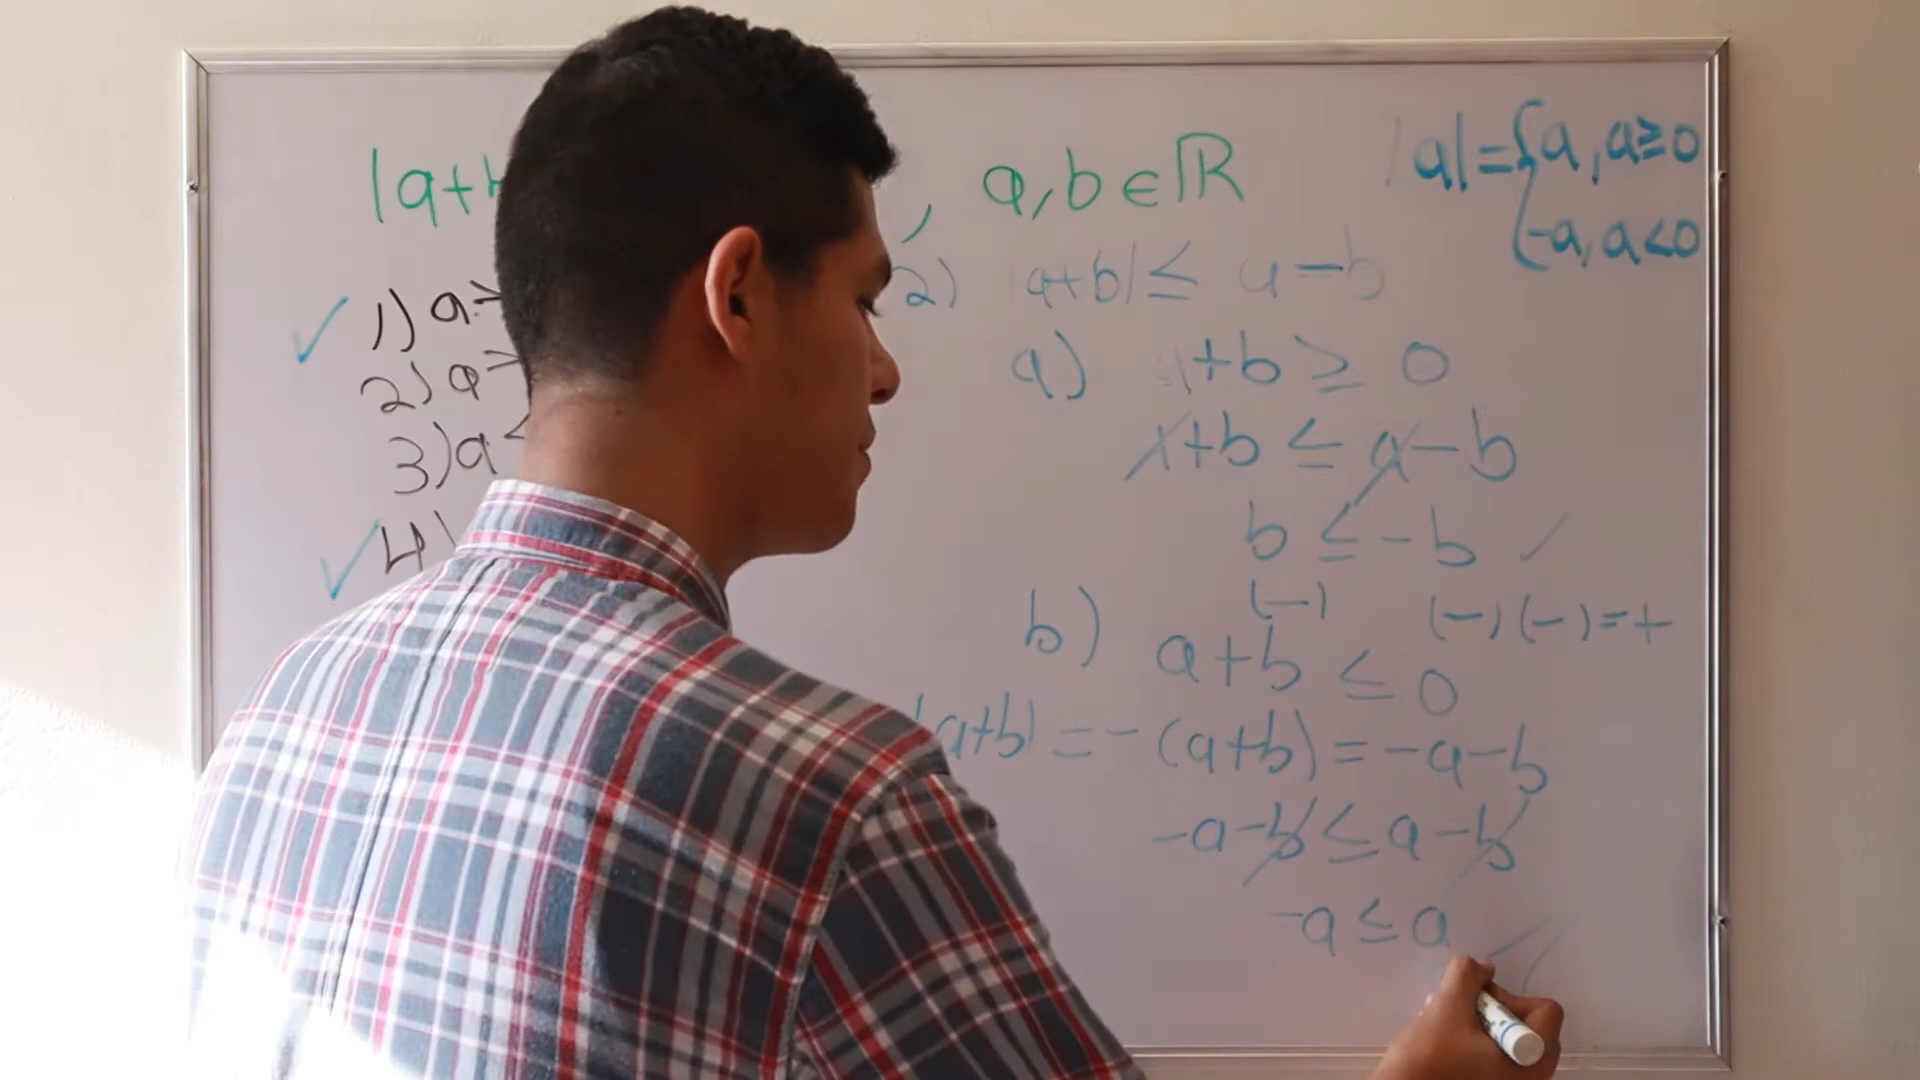 |a+b , a,b ∈ ℝ
|a| = { a, a≥0
-a, a<0
1) a≥
2) a≥
3) a<
4)
2) |a+b| ≤ a-b
a) a+b ≥ 0
a+b ≤ a-b
b ≤ -b ✓
(-) (-)(-)=+
b) a+b ≤ 0
|a+b| = -(a+b) = -a-b
-a-b ≤ a-b
-a ≤ a